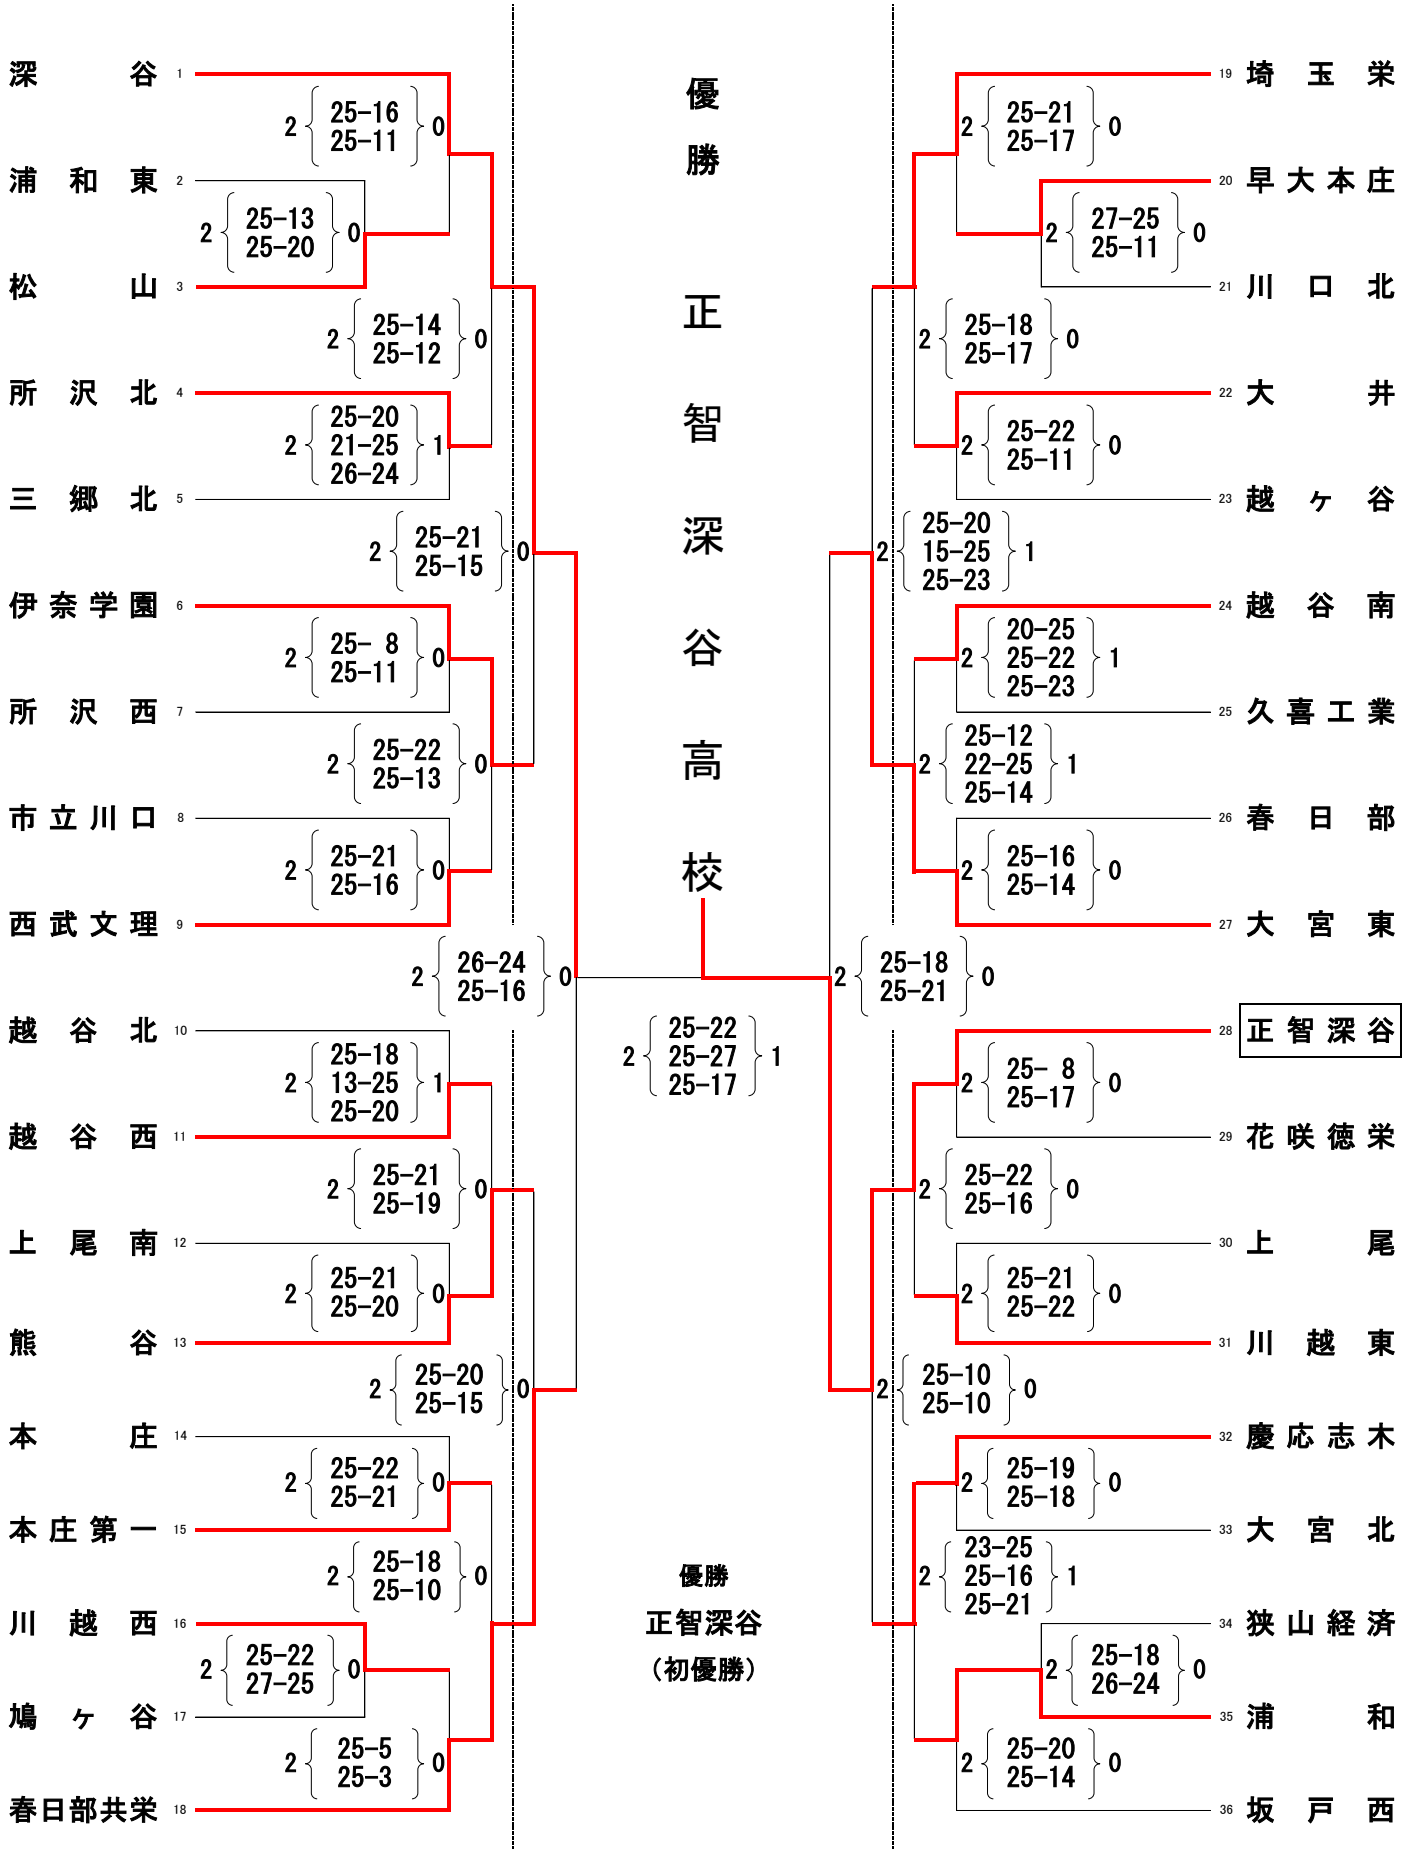 優勝 正智深谷高校
深谷 1
2 25-16 0
25-11
浦和東 2
2 25-13 0
25-20
松山 3
2 25-14 0
25-12
所沢北 4
25-20
2 21-25 1
26-24
三郷北 5
2 25-21 0
25-15
伊奈学園 6
2 25- 8 0
25-11
所沢西 7
2 25-22 0
25-13
市立川口 8
2 25-21 0
25-16
西武文理 9
2 26-24 0
25-16
越谷北 10
25-18
2 13-25 1
25-20
越谷西 11
2 25-21 0
25-19
上尾南 12
2 25-21 0
25-20
熊谷 13
2 25-20 0
25-15
本庄 14
2 25-22 0
25-21
本庄第一 15
2 25-18 0
25-10
川越西 16
2 25-22 0
27-25
鳩ヶ谷 17
2 25-5 0
25-3
春日部共栄 18
25-22
2 25-27 1
25-17
優勝
正智深谷
（初優勝）
19 埼玉栄
2 25-21 0
25-17
20 早大本庄
2 27-25 0
25-11
21 川口北
2 25-18 0
25-17
22 大井
2 25-22 0
25-11
23 越ヶ谷
25-20
2 15-25 1
25-23
24 越谷南
20-25
2 25-22 1
25-23
25 久喜工業
25-12
2 22-25 1
25-14
26 春日部
2 25-16 0
25-14
27 大宮東
2 25-18 0
25-21
28 正智深谷
2 25- 8 0
25-17
29 花咲徳栄
2 25-22 0
25-16
30 上尾
2 25-21 0
25-22
31 川越東
2 25-10 0
25-10
32 慶応志木
2 25-19 0
25-18
33 大宮北
23-25
2 25-16 1
25-21
34 狭山経済
2 25-18 0
26-24
35 浦和
2 25-20 0
25-14
36 坂戸西